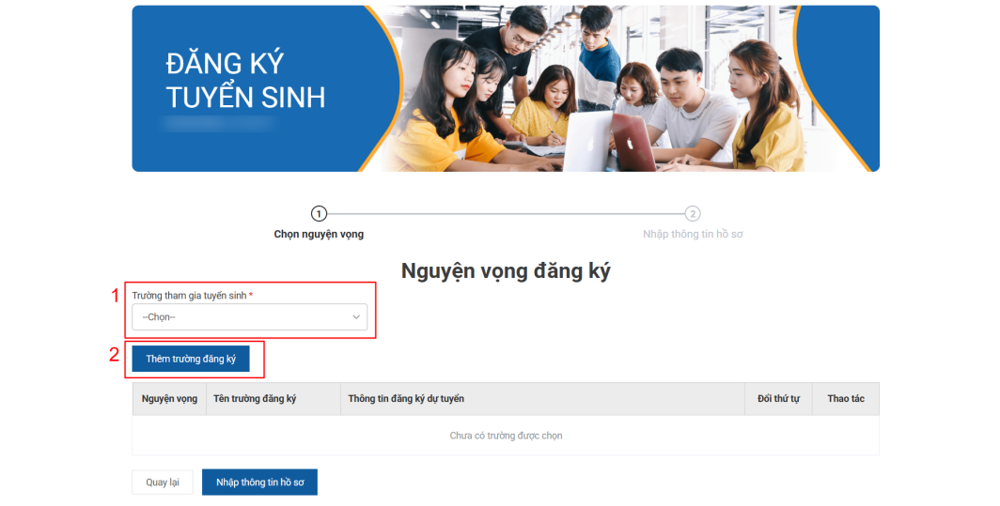 ĐĂNG KÝ
TUYỂN SINH
1
2
Chọn nguyện vọng
Nhập thông tin hồ sơ
Nguyện vọng đăng ký
1
Trường tham gia tuyển sinh *
--Chọn--
2
Thêm trường đăng ký
Nguyện vọng Tên trường đăng ký Thông tin đăng ký dự tuyển Đổi thứ tự Thao tác
Chưa có trường được chọn
Quay lại Nhập thông tin hồ sơ